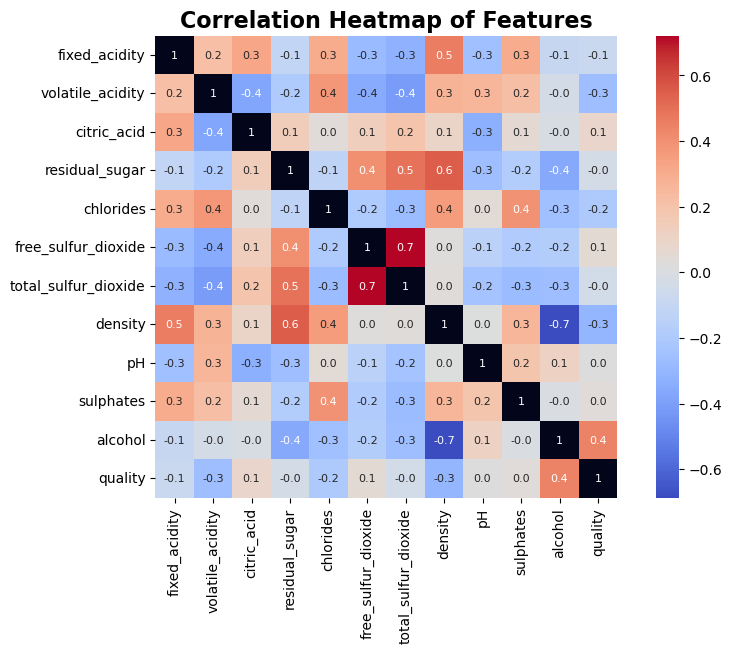 Correlation Heatmap of Features
fixed_acidity 1 0.2 0.3 -0.1 0.3 -0.3 -0.3 0.5 -0.3 0.3 -0.1 -0.1
volatile_acidity 0.2 1 -0.4 -0.2 0.4 -0.4 -0.4 0.3 0.3 0.2 -0.0 -0.3
citric_acid 0.3 -0.4 1 0.1 0.0 0.1 0.2 0.1 -0.3 0.1 -0.0 0.1
residual_sugar -0.1 -0.2 0.1 1 -0.1 0.4 0.5 0.6 -0.3 -0.2 -0.4 -0.0
chlorides 0.3 0.4 0.0 -0.1 1 -0.2 -0.3 0.4 0.0 0.4 -0.3 -0.2
free_sulfur_dioxide -0.3 -0.4 0.1 0.4 -0.2 1 0.7 0.0 -0.1 -0.2 -0.2 0.1
total_sulfur_dioxide -0.3 -0.4 0.2 0.5 -0.3 0.7 1 0.0 -0.2 -0.3 -0.3 -0.0
density 0.5 0.3 0.1 0.6 0.4 0.0 0.0 1 0.0 0.3 -0.7 -0.3
pH -0.3 0.3 -0.3 -0.3 0.0 -0.1 -0.2 0.0 1 0.2 0.1 0.0
sulphates 0.3 0.2 0.1 -0.2 0.4 -0.2 -0.3 0.3 0.2 1 -0.0 0.0
alcohol -0.1 -0.0 -0.0 -0.4 -0.3 -0.2 -0.3 -0.7 0.1 -0.0 1 0.4
quality -0.1 -0.3 0.1 -0.0 -0.2 0.1 -0.0 -0.3 0.0 0.0 0.4 1
fixed_acidity
volatile_acidity
citric_acid
residual_sugar
chlorides
free_sulfur_dioxide
total_sulfur_dioxide
density
pH
sulphates
alcohol
quality
0.6
0.4
0.2
0.0
−0.2
−0.4
−0.6